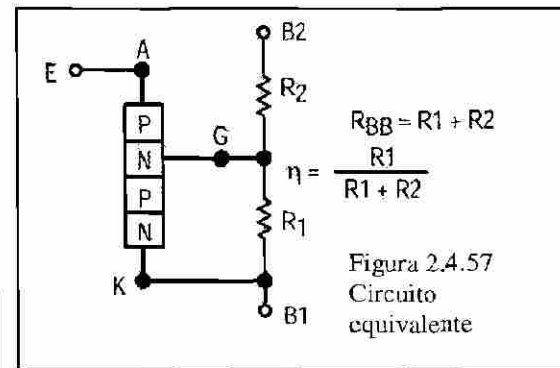 B2
A
E
R2
P
G
RBB = R1 + R2
N
η = R1
R1 + R2
P
N
R1
K
B1
Figura 2.4.57
Circuito
equivalente